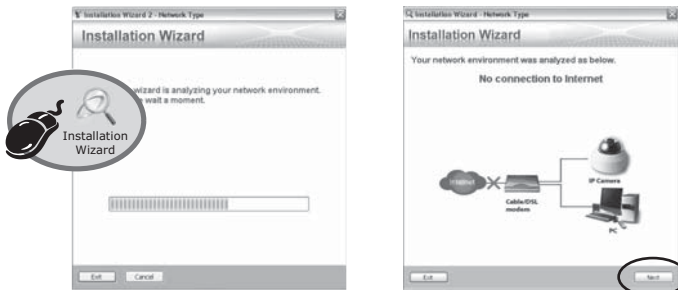 Installation Wizard 2 - Network Type
Installation Wizard
wizard is analyzing your network environment.
wait a moment.
Installation
Wizard
Exit
Cancel
Installation Wizard - Network Type
Installation Wizard
Your network environment was analyzed as below.
No connection to Internet
Internet
IP Camera
Cable/DSL
modem
PC
Exit
Next